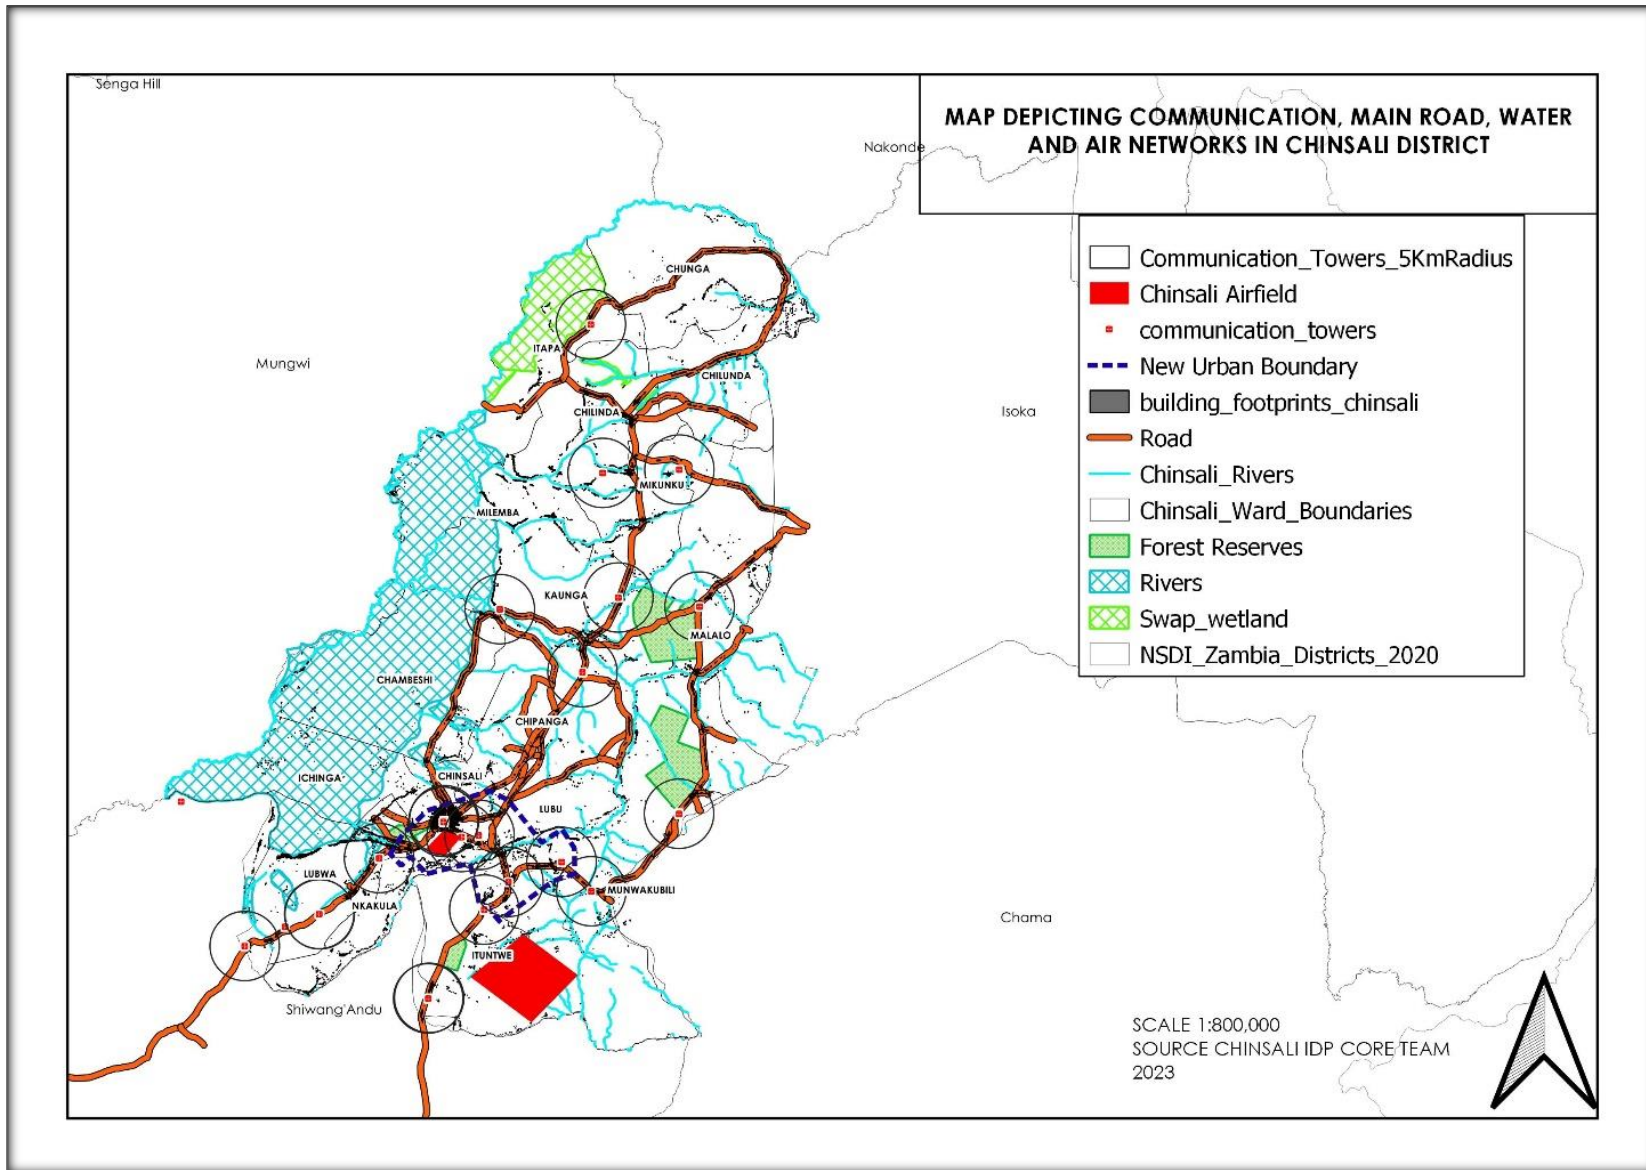 Senga Hill
MAP DEPICTING COMMUNICATION, MAIN ROAD, WATER
AND AIR NETWORKS IN CHINSALI DISTRICT
Nakonde
Communication_Towers_5KmRadius
Chinsali Airfield
communication_towers
New Urban Boundary
building_footprints_chinsali
Road
Chinsali_Rivers
Chinsali_Ward_Boundaries
Forest Reserves
Rivers
Swap_wetland
NSDI_Zambia_Districts_2020
CHUNGA
ITAPA
Mungwi
CHILUNDA
CHILINDA
Isoka
MIKUNKU
MILEMBA
KAUNGA
MALALO
CHAMBESHI
CHIPANGA
ICHINGA
CHINSALI
LUBU
LUBWA
MUNWAKUBILI
NKAKULA
Chama
ITUNTWE
Shiwang'Andu
SCALE 1:800,000
SOURCE CHINSALI IDP CORE TEAM
2023